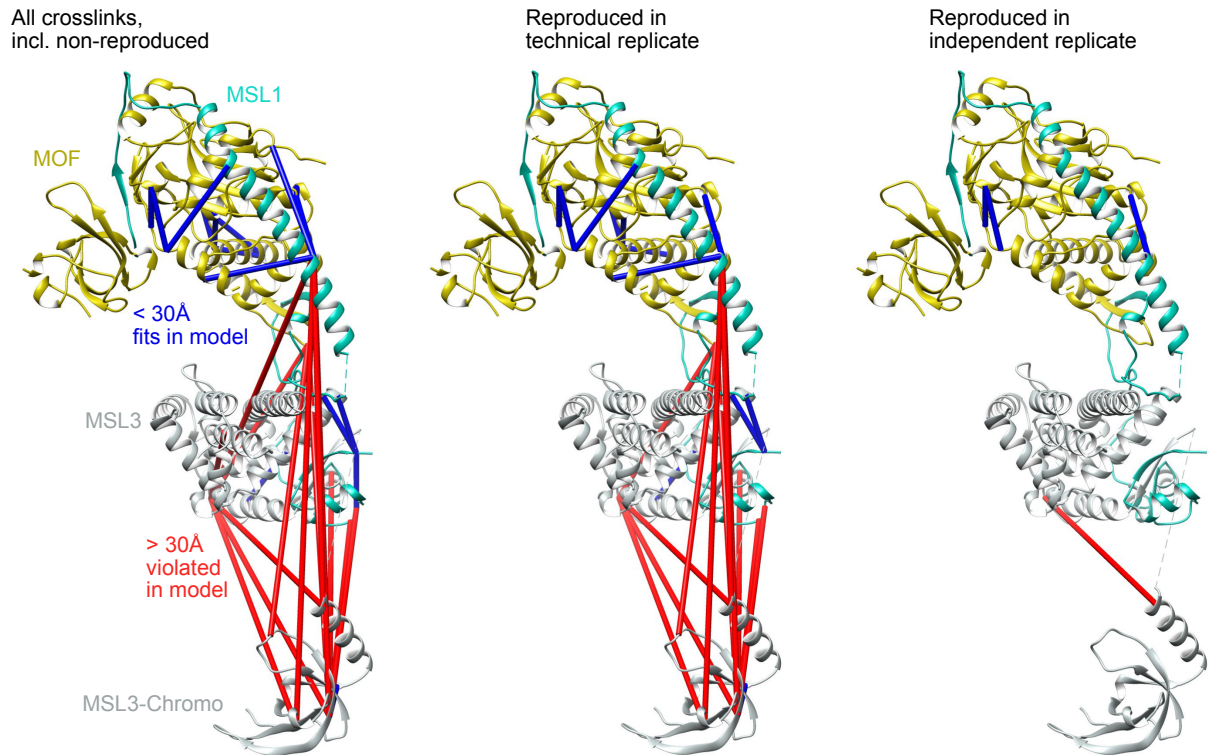 All crosslinks,
incl. non-reproduced
Reproduced in
technical replicate
Reproduced in
independent replicate
MSL1
MOF
< 30Å
fits in model
MSL3
> 30Å
violated
in model
MSL3-Chromo